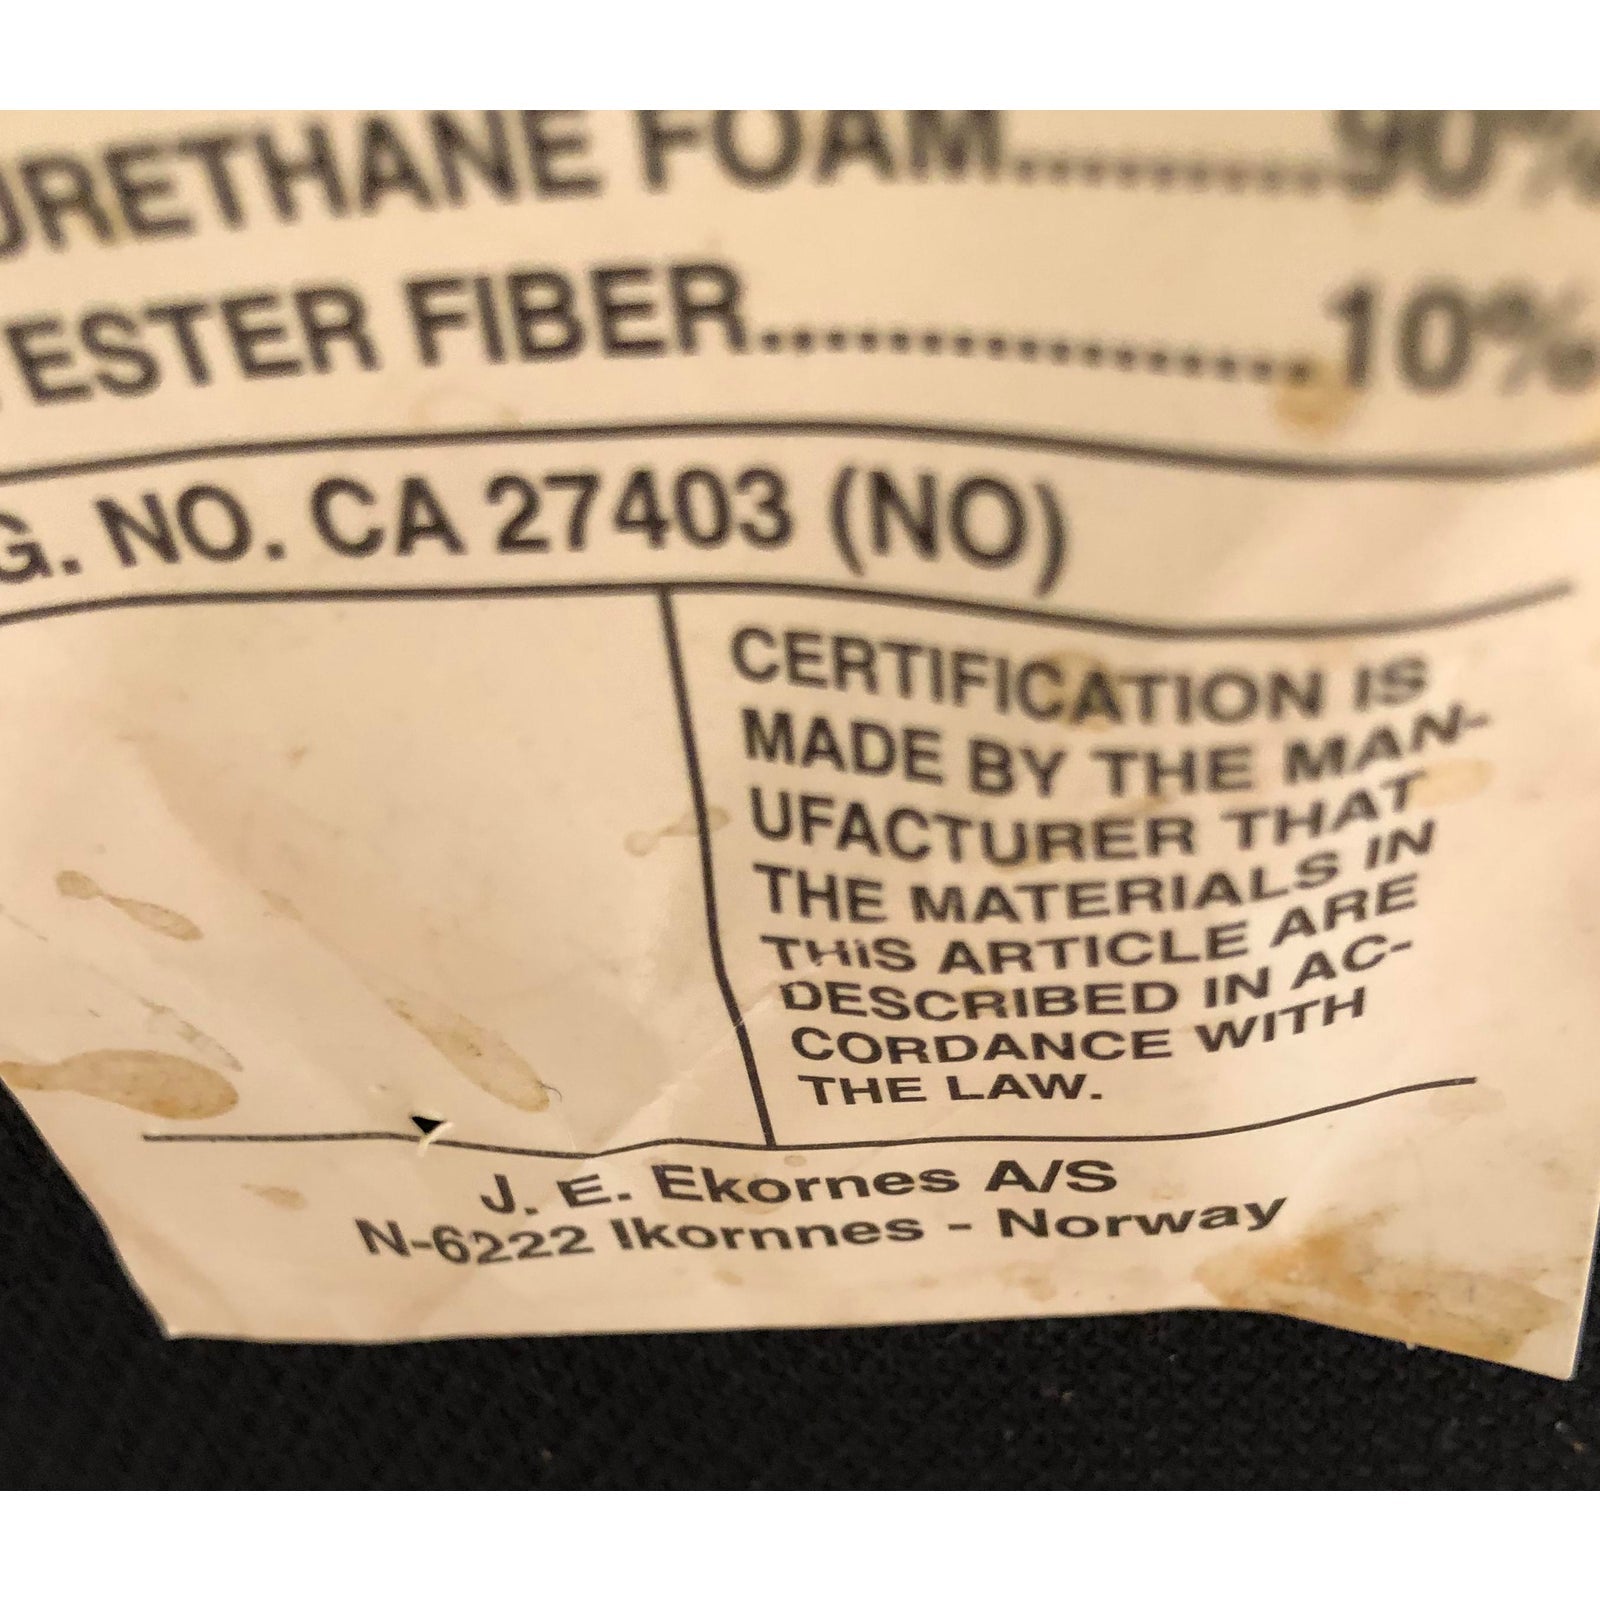 URETHANE FOAM..............................90%
ESTER FIBER..............................10%
G. NO. CA 27403 (NO)
CERTIFICATION IS
MADE BY THE MAN-
UFACTURER THAT
THE MATERIALS IN
THIS ARTICLE ARE
DESCRIBED IN AC-
CORDANCE WITH
THE LAW.
J. E. Ekornes A/S
N-6222 Ikornnes - Norway